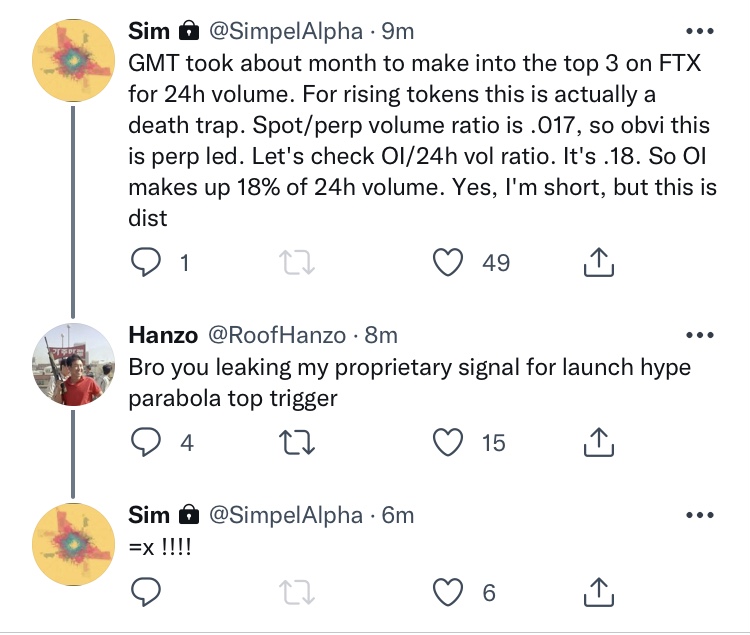 Sim @SimpelAlpha · 9m
GMT took about month to make into the top 3 on FTX
for 24h volume. For rising tokens this is actually a
death trap. Spot/perp volume ratio is .017, so obvi this
is perp led. Let's check OI/24h vol ratio. It's .18. So OI
makes up 18% of 24h volume. Yes, I'm short, but this is
dist
1 49
Hanzo @RoofHanzo · 8m
Bro you leaking my proprietary signal for launch hype
parabola top trigger
4 15
Sim @SimpelAlpha · 6m
=x !!!!
6